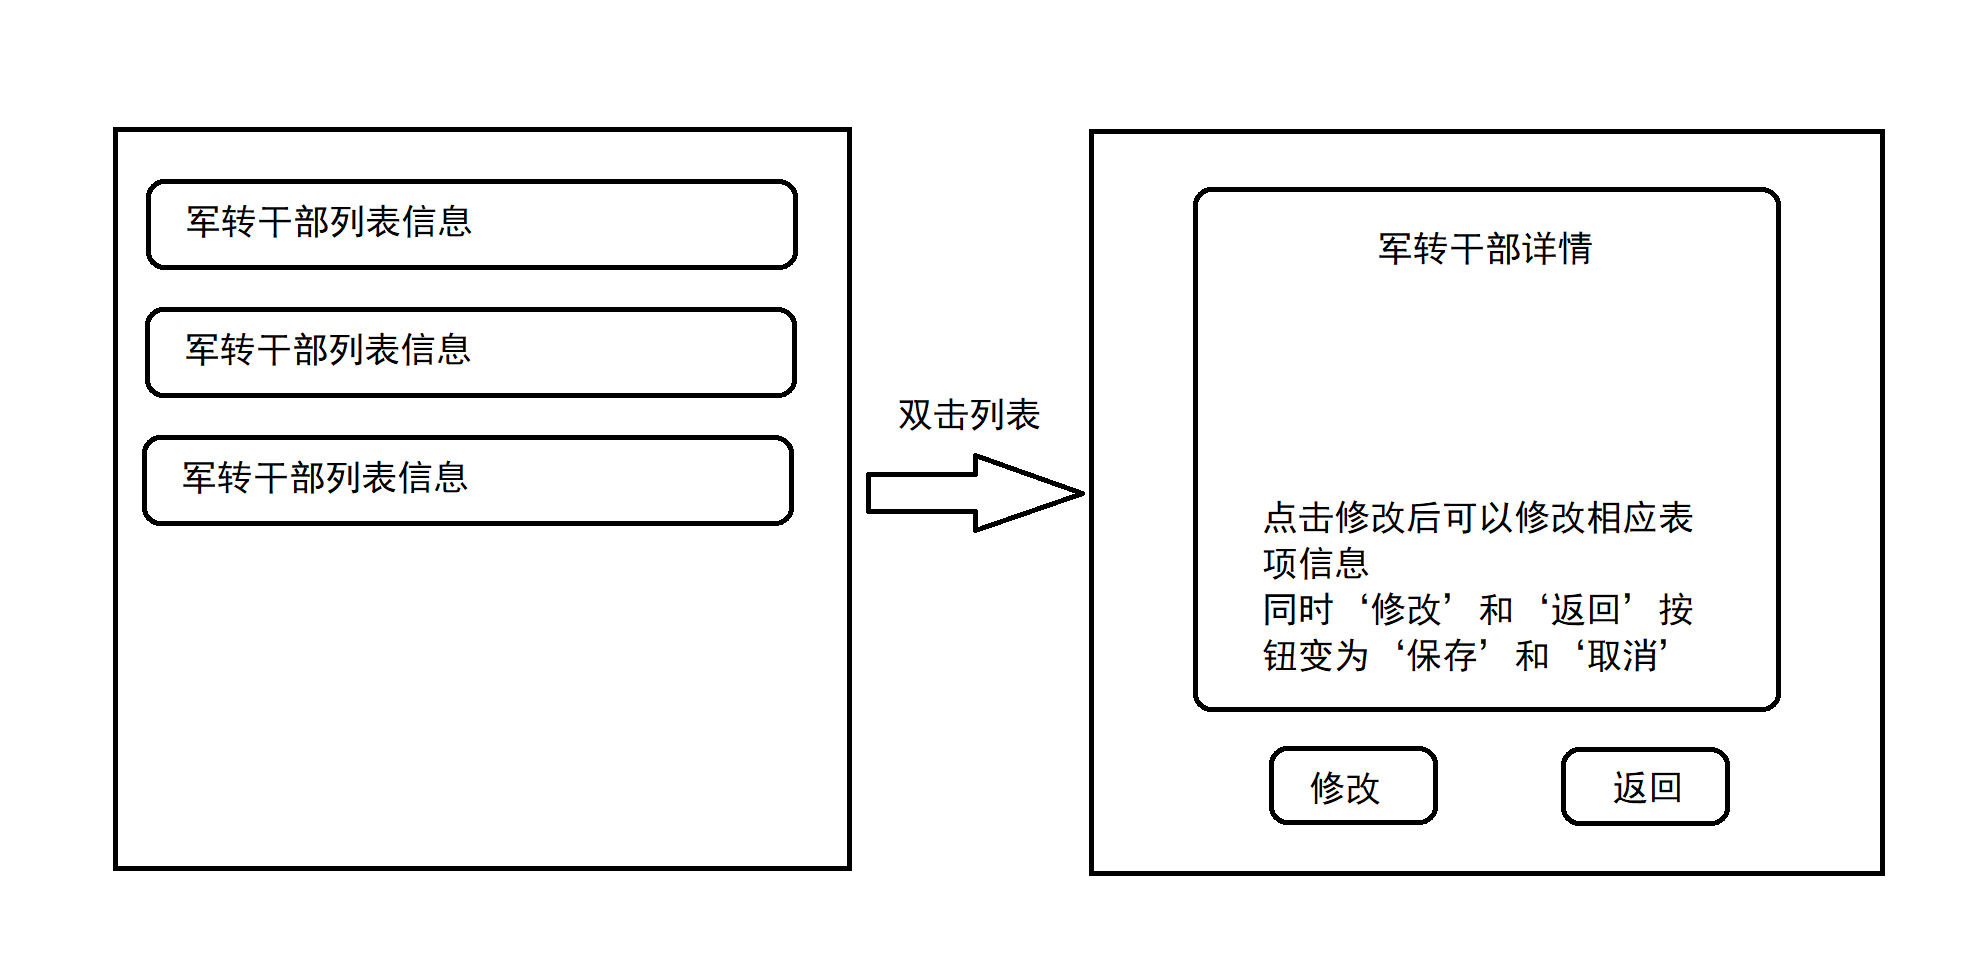 军转干部列表信息
军转干部列表信息
军转干部列表信息
双击列表
军转干部详情
点击修改后可以修改相应表
项信息
同时‘修改’和‘返回’按
钮变为‘保存’和‘取消’
修改
返回